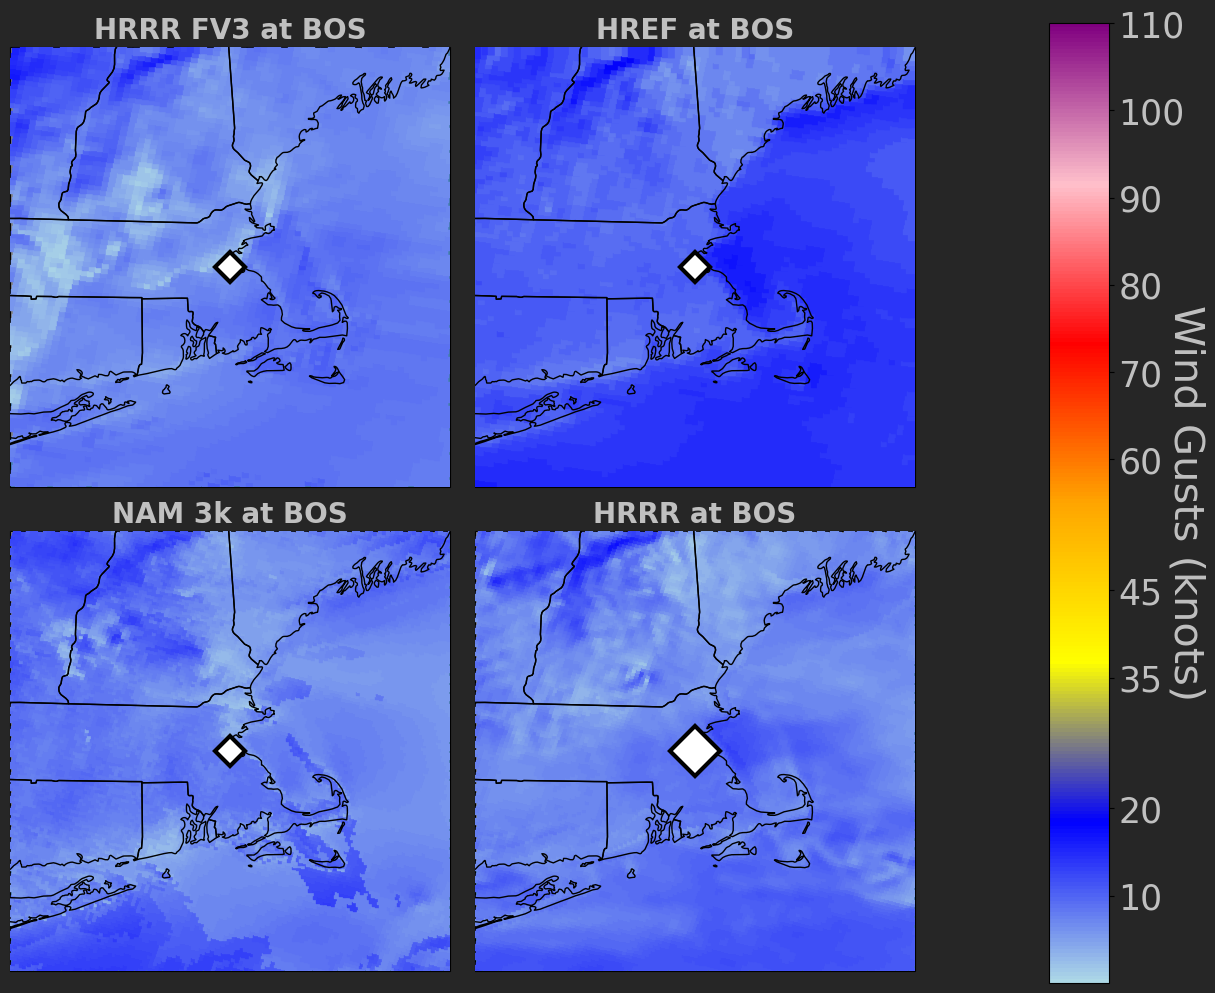 HRRR FV3 at BOS
HREF at BOS
NAM 3k at BOS
HRRR at BOS
110
100
90
80
70
60
45
35
20
10
Wind Gusts (knots)